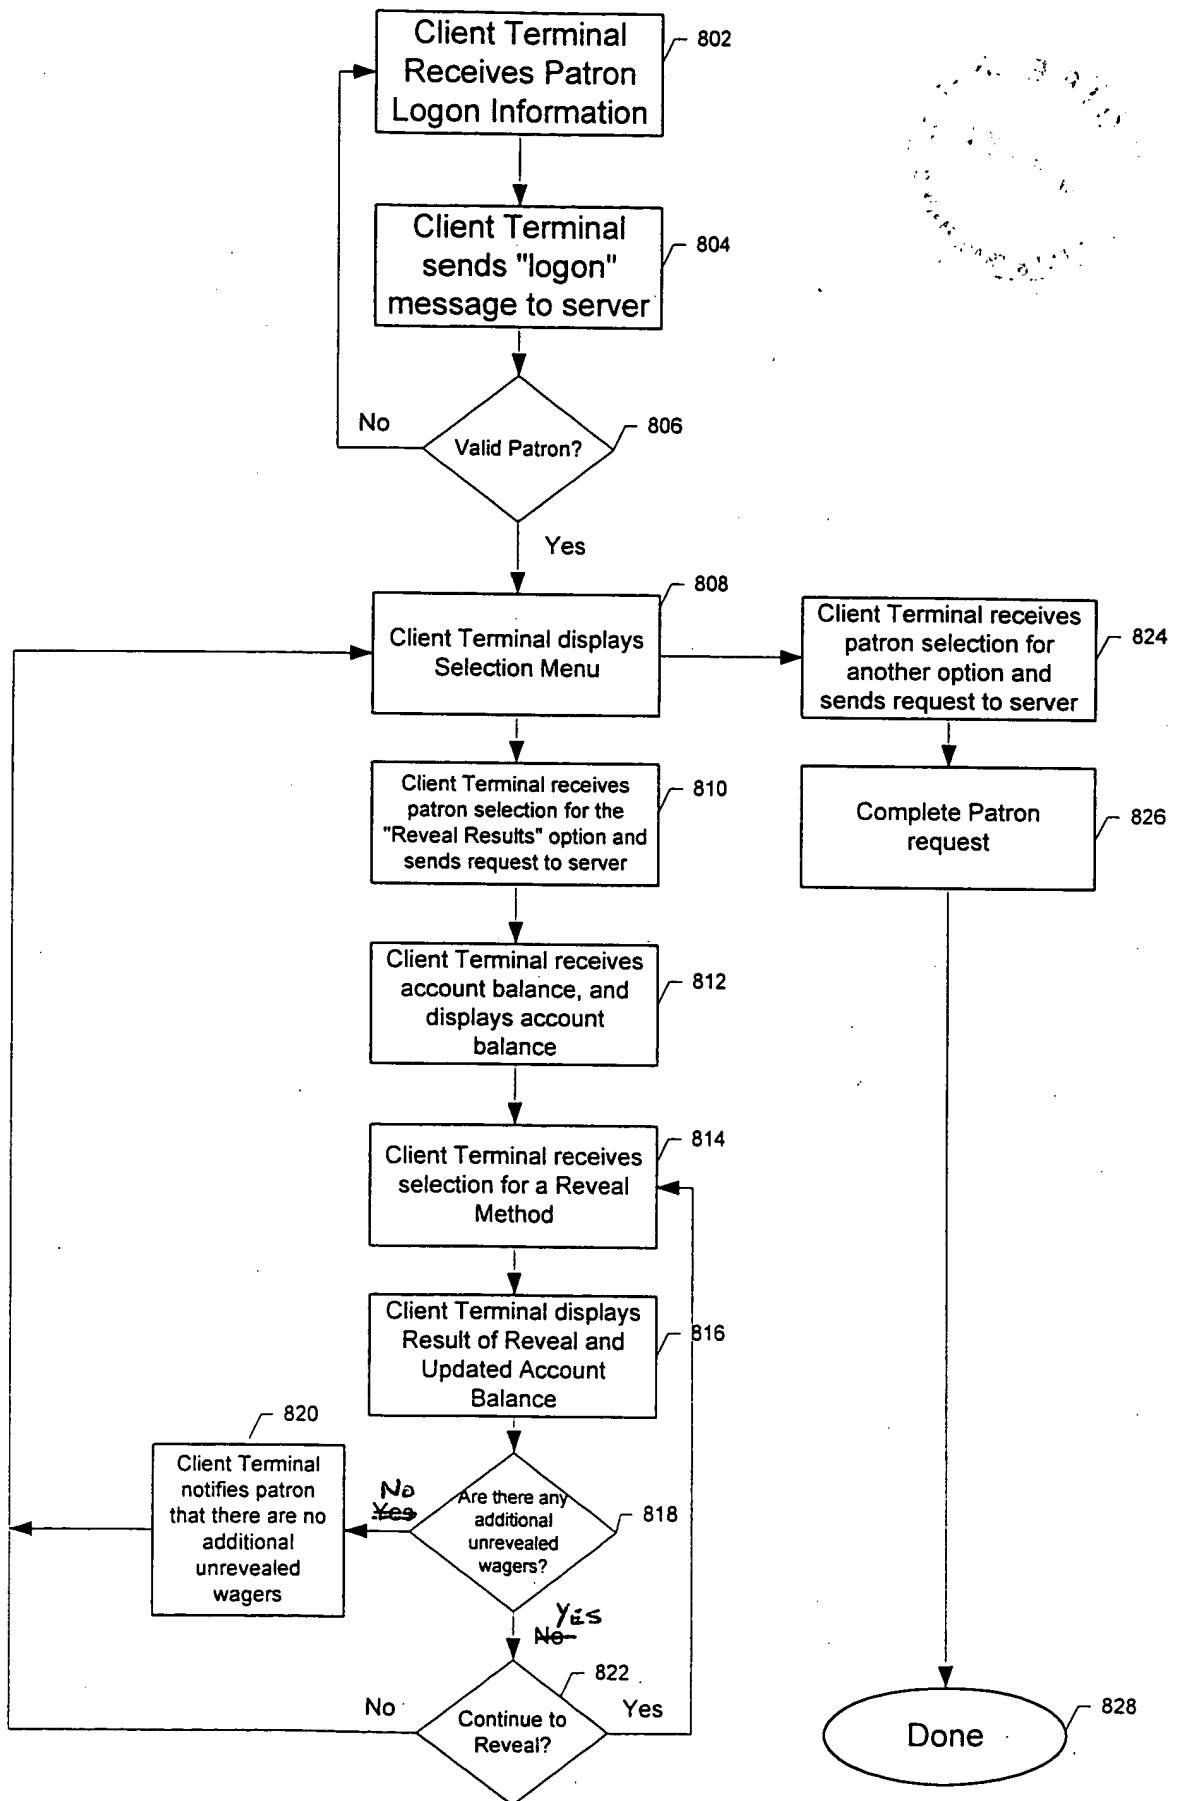 Client Terminal
Receives Patron
Logon Information
802
Client Terminal
sends "logon"
message to server
804
No
Valid Patron?
806
Yes
808
Client Terminal displays
Selection Menu
Client Terminal receives
patron selection for
another option and
sends request to server
824
Client Terminal receives
patron selection for the
"Reveal Results" option and
sends request to server
810
Complete Patron
request
826
Client Terminal receives
account balance, and
displays account
balance
812
Client Terminal receives
selection for a Reveal
Method
814
Client Terminal displays
Result of Reveal and
Updated Account
Balance
816
820
Client Terminal
notifies patron
that there are no
additional
unrevealed
wagers
No
Yes
Are there any
additional
unrevealed
wagers?
818
YES
No
822
No
Continue to
Reveal?
Yes
Done
828